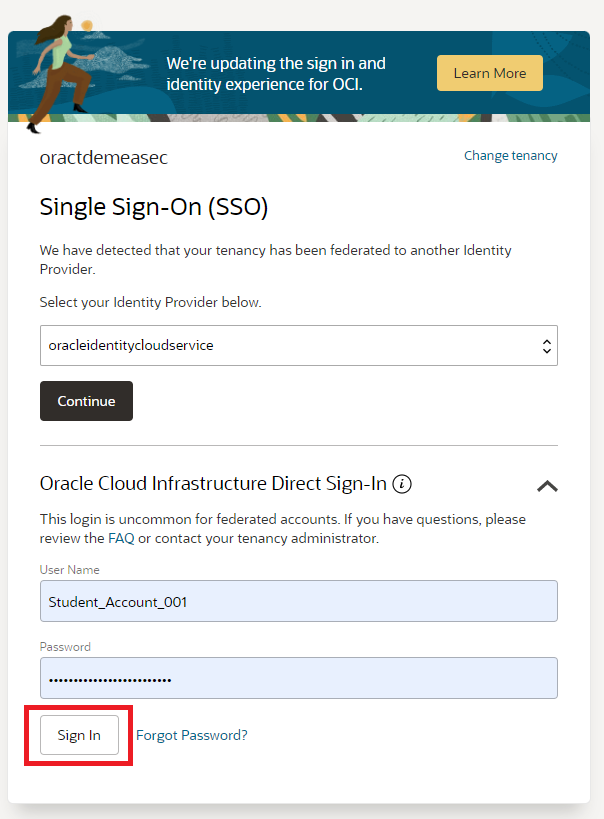 We're updating the sign in and
identity experience for OCI.
Learn More
oractdemeasec
Change tenancy
Single Sign-On (SSO)
We have detected that your tenancy has been federated to another Identity
Provider.
Select your Identity Provider below.
oracleidentitycloudservice
Continue
Oracle Cloud Infrastructure Direct Sign-In i
This login is uncommon for federated accounts. If you have questions, please
review the FAQ or contact your tenancy administrator.
User Name
Student_Account_001
Password
•••••••••••••••••••••••••
Sign In
Forgot Password?